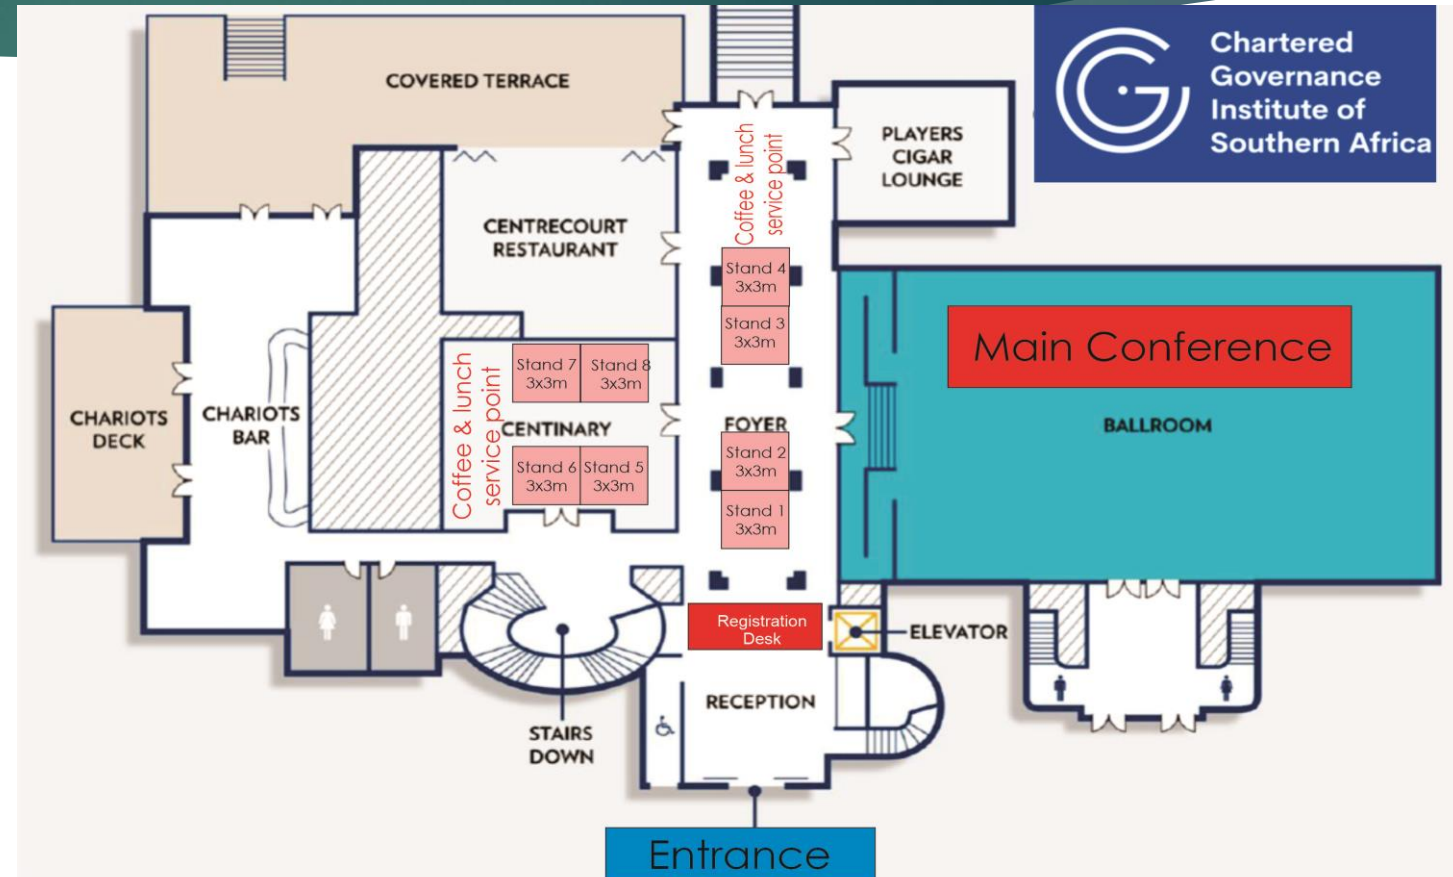 Chartered
Governance
Institute of
Southern Africa
COVERED TERRACE
Coffee & lunch
service point
PLAYERS
CIGAR
LOUNGE
CENTRECOURT
RESTAURANT
Stand 4
3x3m
Stand 3
3x3m
Main Conference
BALLROOM
Stand 7
3x3m
Stand 8
3x3m
Coffee & lunch
service point
CENTINARY
Stand 6
3x3m
Stand 5
3x3m
CHARIOTS
DECK
CHARIOTS
BAR
FOYER
Stand 2
3x3m
Stand 1
3x3m
Registration
Desk
ELEVATOR
RECEPTION
STAIRS
DOWN
Entrance